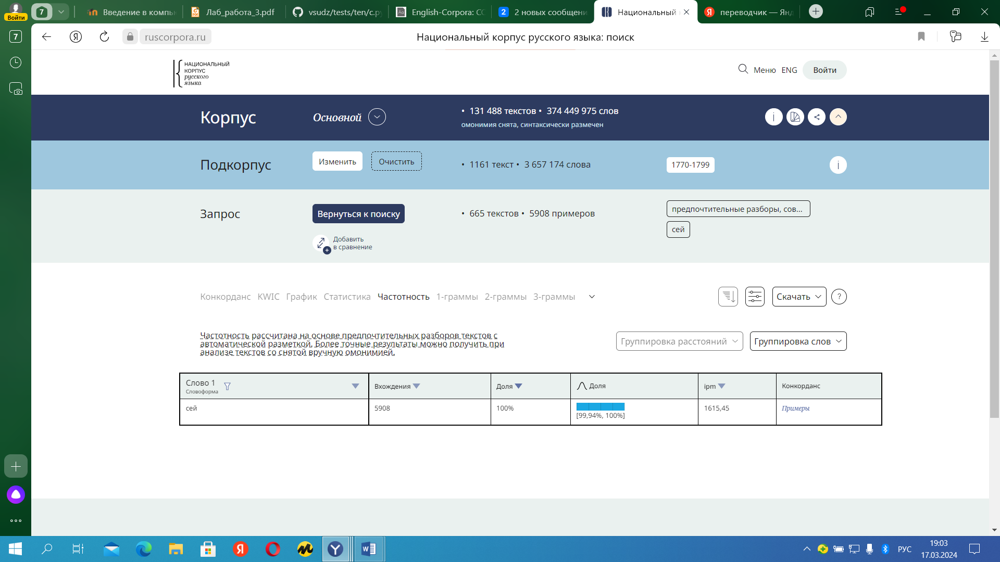 Войти
7
Введение в компь
Лаб_работа_3.pdf
vsudz/tests/ten/c.py
English-Corpora: CO
2 новых сообщени
Национальный
переводчик — Янд
7
ruscorpora.ru
Национальный корпус русского языка: поиск
НАЦИОНАЛЬНЫЙ
КОРПУС
русского
языка
Меню ENG Войти
Корпус
Основной
• 131 488 текстов • 374 449 975 слов
омонимия снята, синтаксически размечен
Подкорпус
Изменить
Очистить
• 1161 текст • 3 657 174 слова
1770-1799
Запрос
Вернуться к поиску
• 665 текстов • 5908 примеров
предпочтительные разборы, сов...
сей
Добавить
в сравнение
Конкорданс KWIC График Статистика Частотность 1-граммы 2-граммы 3-граммы
Скачать
?
Частотность рассчитана на основе предпочтительных разборов текстов с
автоматической разметкой. Более точные результаты можно получить при
анализе текстов со снятой вручную омонимией.
Группировка расстояний
Группировка слов
Слово 1
Словоформа
Вхождения
Доля
Доля
ipm
Конкорданс
сей
5908
100%
[99,94%, 100%]
1615,45
Примеры
РУС
19:03
17.03.2024